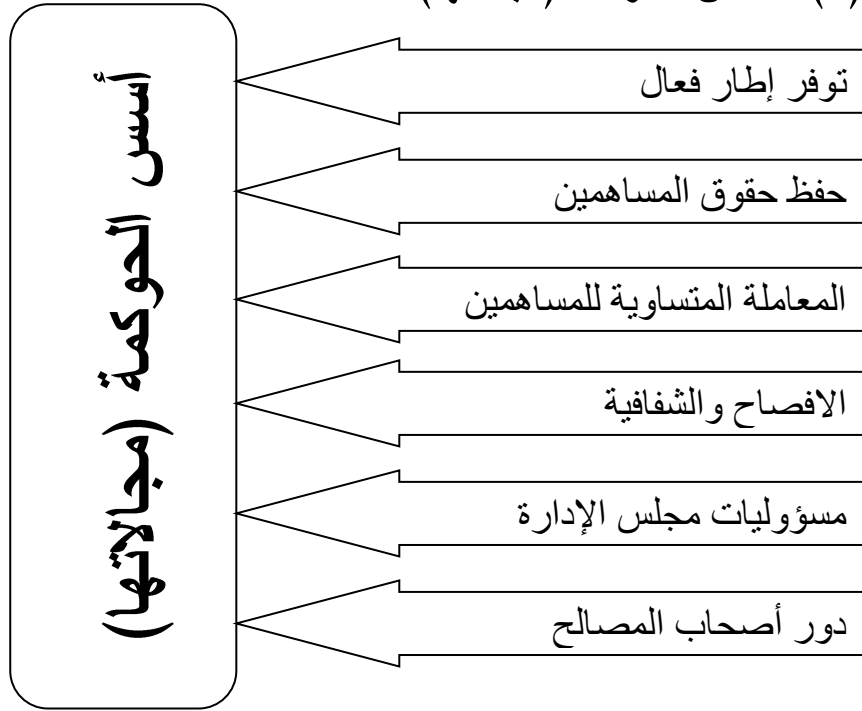 أسس الحوكمة (مجالاتها)
توفر إطار فعال
حفظ حقوق المساهمين
المعاملة المتساوية للمساهمين
الافصاح والشفافية
مسؤوليات مجلس الإدارة
دور أصحاب المصالح